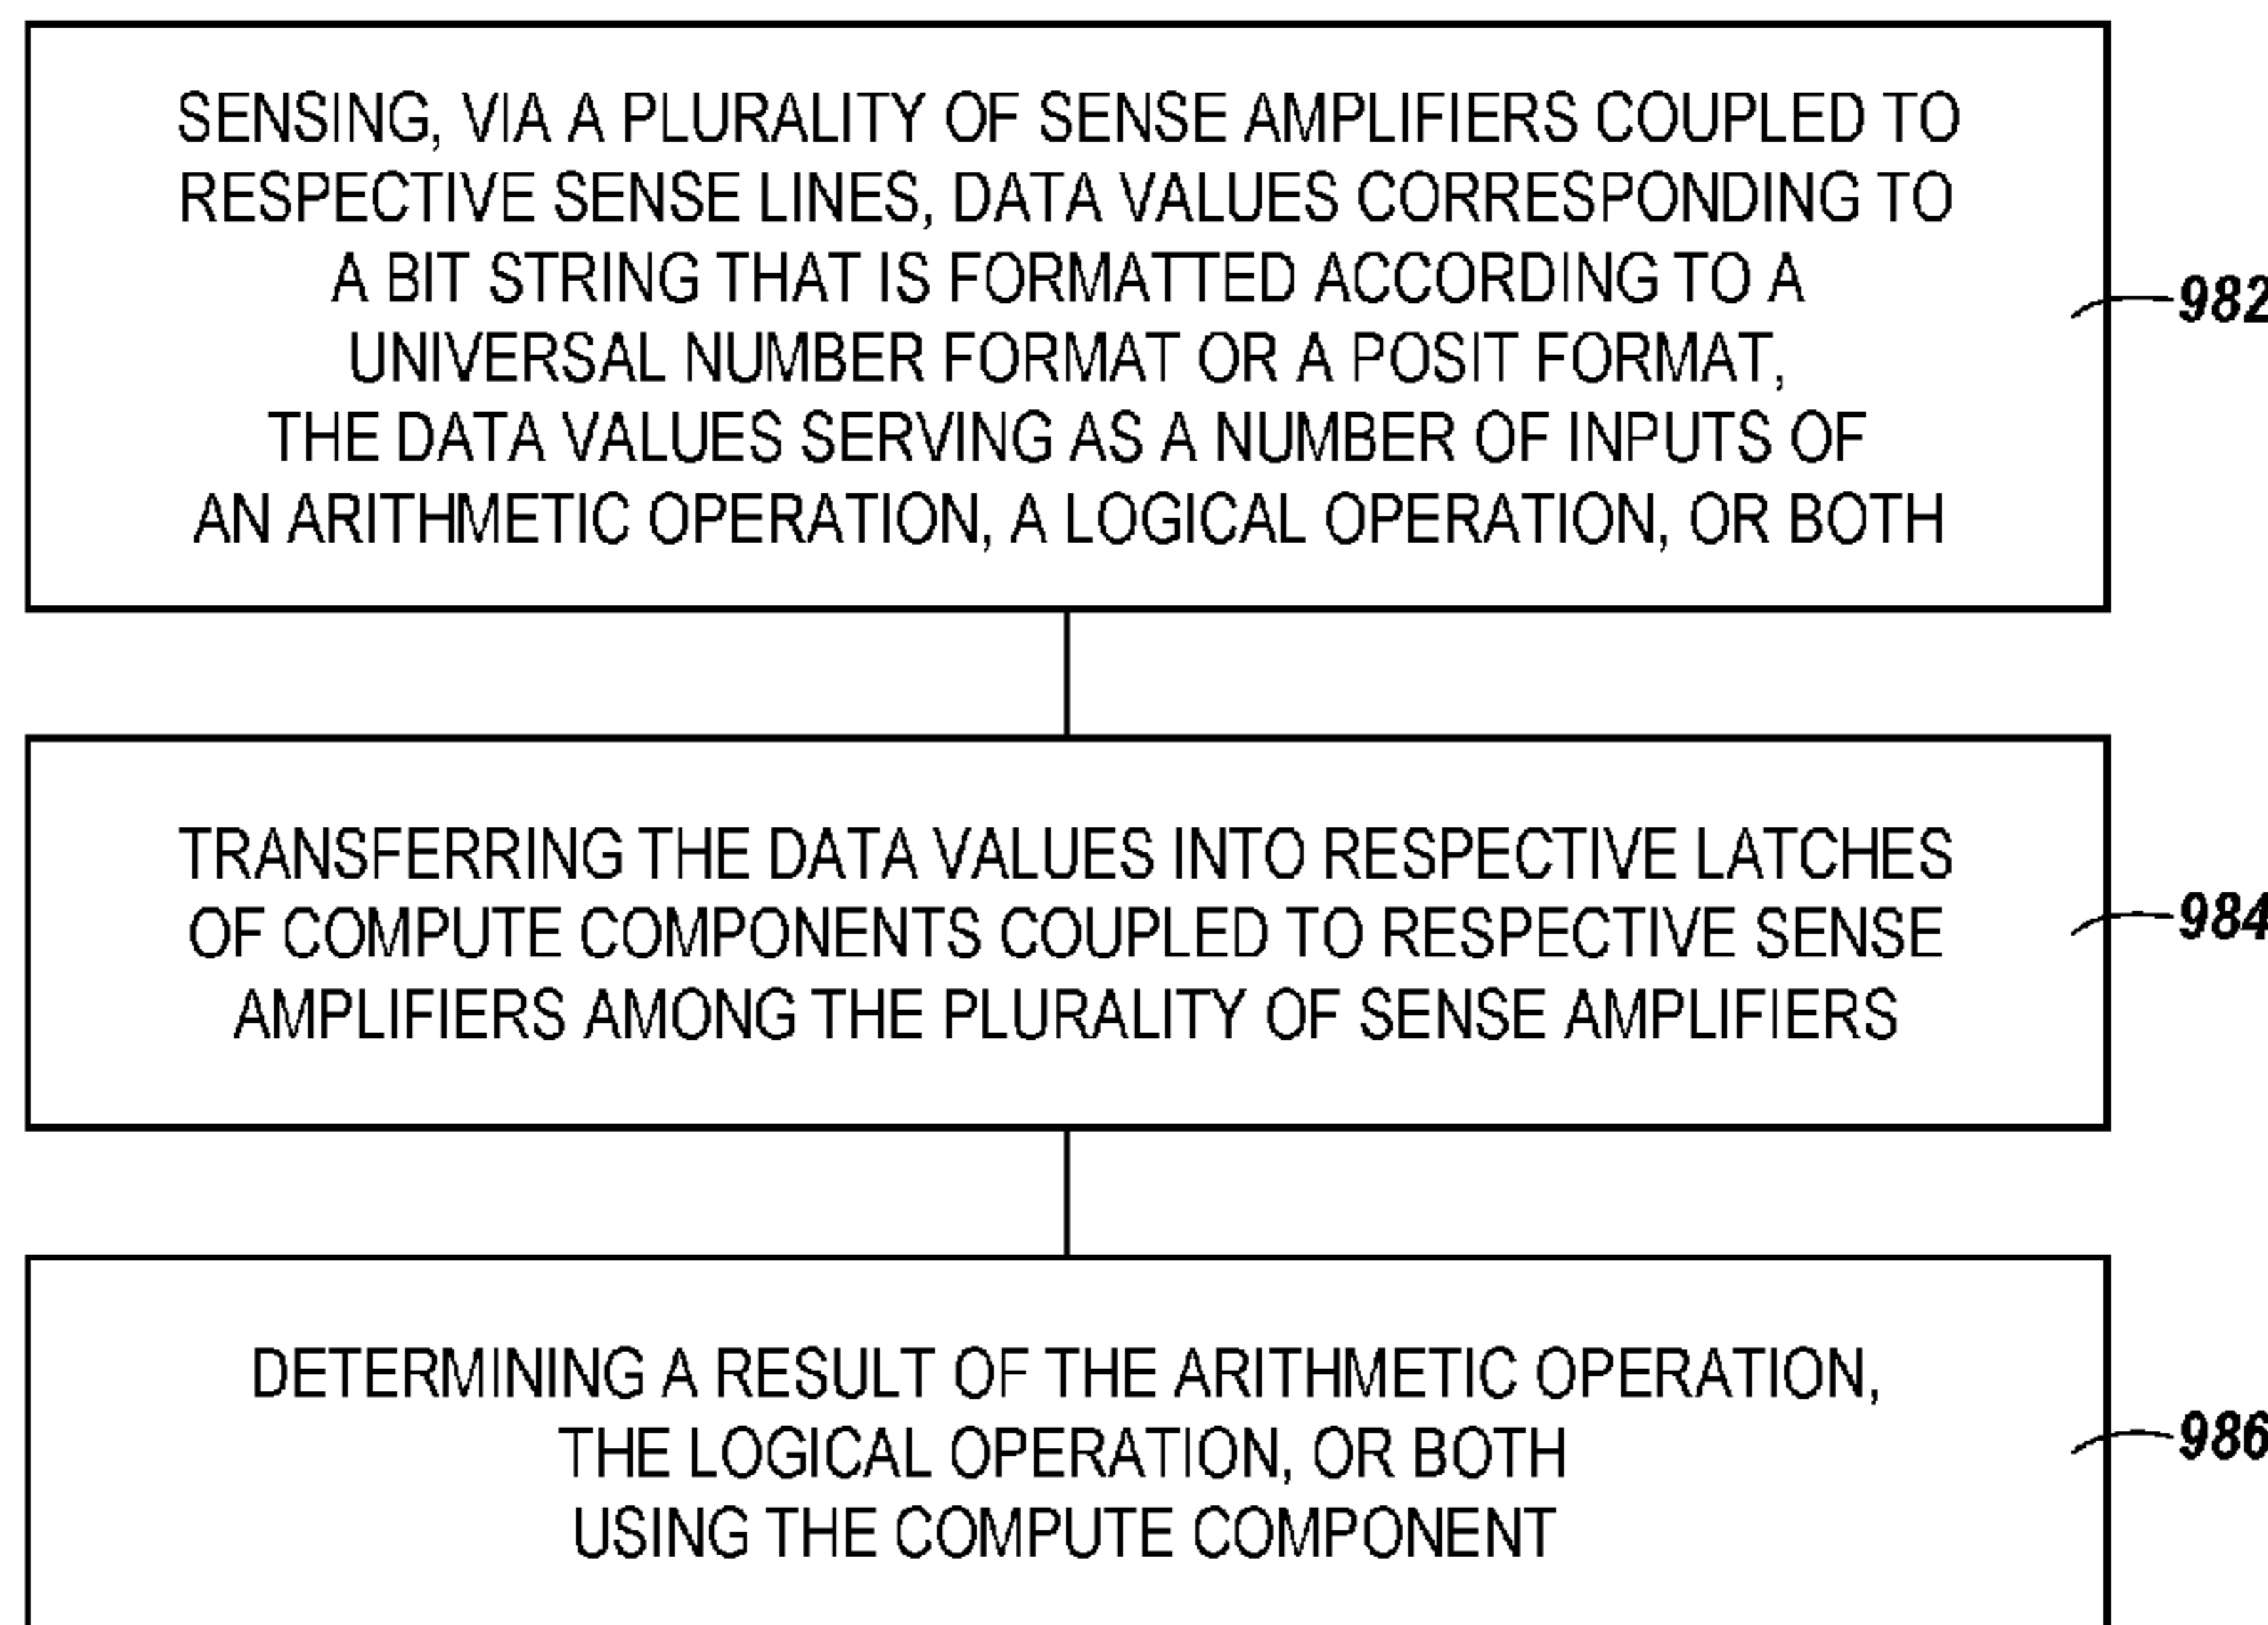 SENSING, VIA A PLURALITY OF SENSE AMPLIFIERS COUPLED TO
RESPECTIVE SENSE LINES, DATA VALUES CORRESPONDING TO
A BIT STRING THAT IS FORMATTED ACCORDING TO A
UNIVERSAL NUMBER FORMAT OR A POSIT FORMAT,
THE DATA VALUES SERVING AS A NUMBER OF INPUTS OF
AN ARITHMETIC OPERATION, A LOGICAL OPERATION, OR BOTH
982
TRANSFERRING THE DATA VALUES INTO RESPECTIVE LATCHES
OF COMPUTE COMPONENTS COUPLED TO RESPECTIVE SENSE
AMPLIFIERS AMONG THE PLURALITY OF SENSE AMPLIFIERS
984
DETERMINING A RESULT OF THE ARITHMETIC OPERATION,
THE LOGICAL OPERATION, OR BOTH
USING THE COMPUTE COMPONENT
986